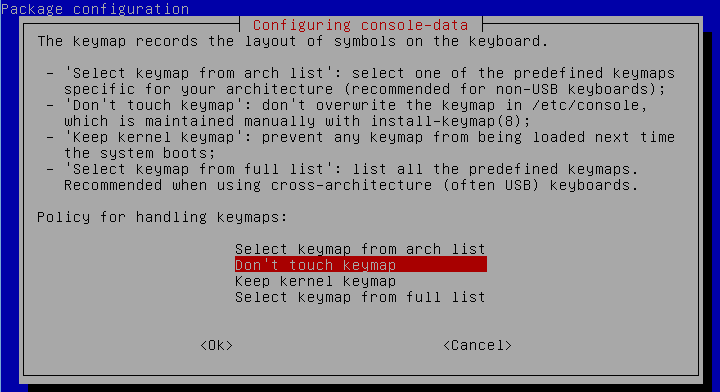 Package configuration
Configuring console-data
The keymap records the layout of symbols on the keyboard.
- 'Select keymap from arch list': select one of the predefined keymaps
specific for your architecture (recommended for non-USB keyboards);
- 'Don't touch keymap': don't overwrite the keymap in /etc/console,
which is maintained manually with install-keymap(8);
- 'Keep kernel keymap': prevent any keymap from being loaded next time
the system boots;
- 'Select keymap from full list': list all the predefined keymaps.
Recommended when using cross-architecture (often USB) keyboards.
Policy for handling keymaps:
Select keymap from arch list
Don't touch keymap
Keep kernel keymap
Select keymap from full list
<Ok> <Cancel>